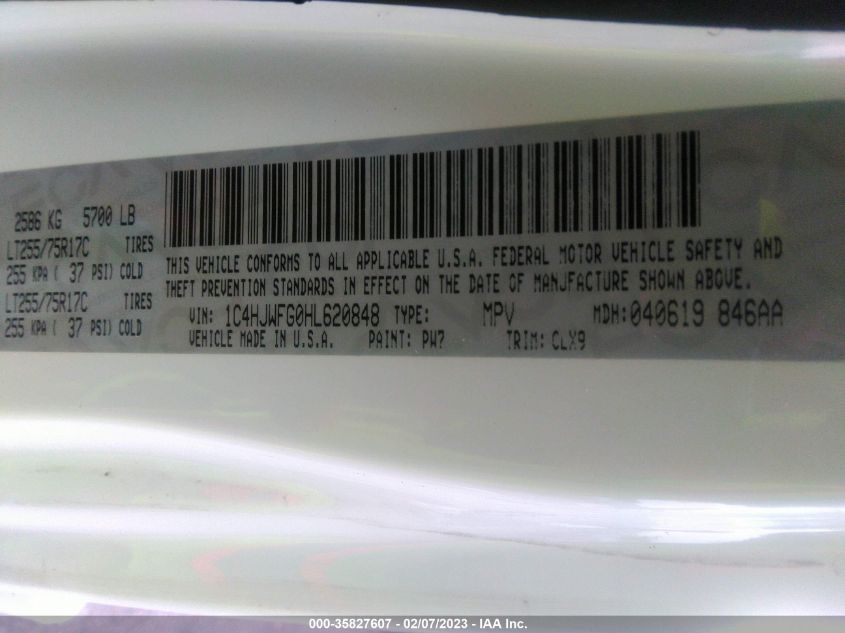 2586 KG 5700 LB
LT255/75R17C TIRES
255 KPA ( 37 PSI) COLD
LT255/75R17C TIRES
255 KPA ( 37 PSI) COLD
THIS VEHICLE CONFORMS TO ALL APPLICABLE U.S.A. FEDERAL MOTOR VEHICLE SAFETY AND
THEFT PREVENTION STANDARDS IN EFFECT ON THE DATE OF MANJFACTURE SHOWN ABOVE.
VIN: 1C4HJWFG0HL620848 TYPE: MPV MDH:040619 846AA
VEHICLE MADE IN U.S.A. PAINT: PW7 TRIM: CLX9
000-35827607 - 02/07/2023 - IAA Inc.